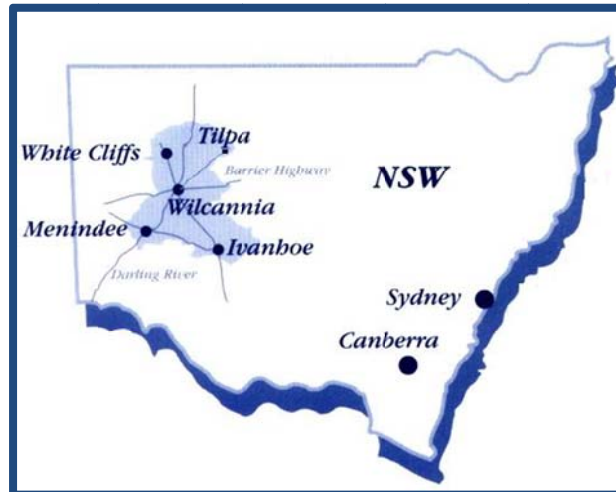 Tilpa
White Cliffs
Barrier Highway
NSW
Wilcannia
Menindee
Ivanhoe
Darling River
Sydney
Canberra